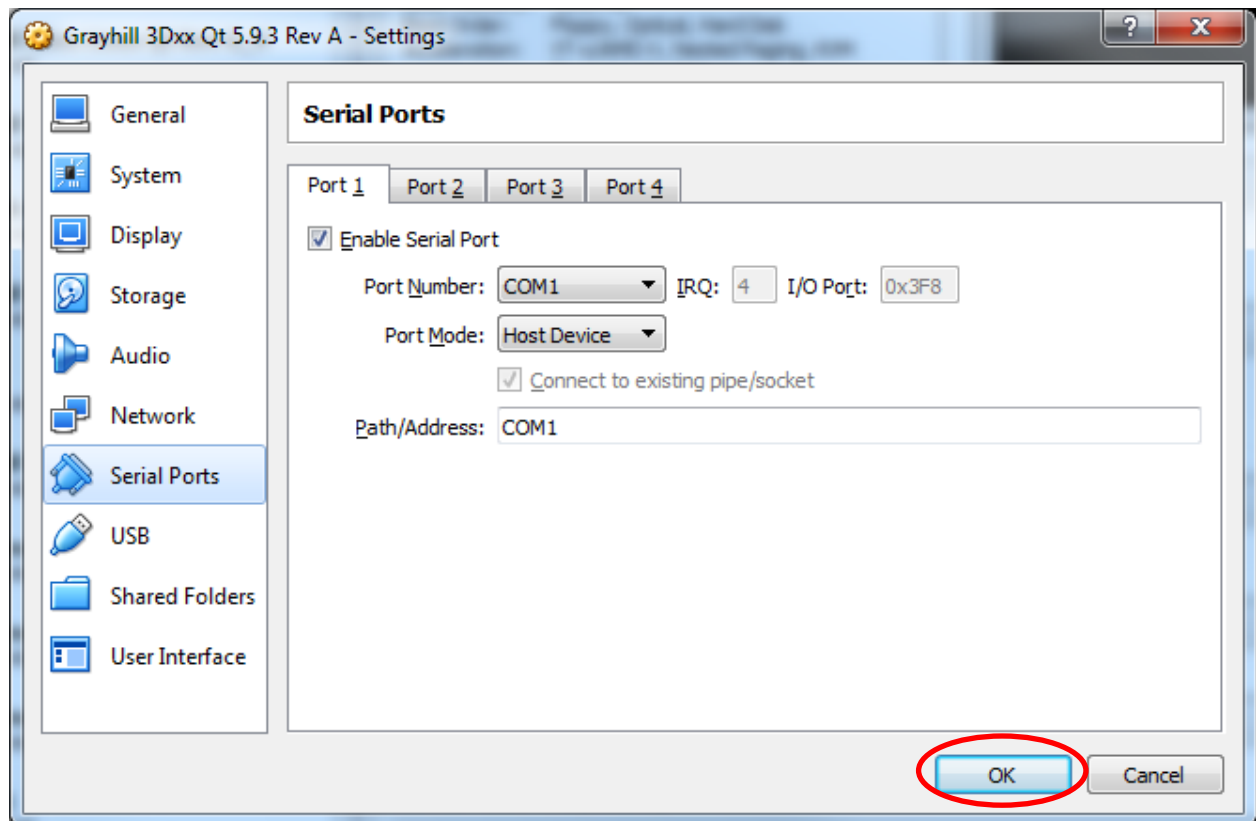 Grayhill 3Dxx Qt 5.9.3 Rev A - Settings
? X
General
System
Display
Storage
Audio
Network
Serial Ports
USB
Shared Folders
User Interface
Serial Ports
Port 1 Port 2 Port 3 Port 4
Enable Serial Port
Port Number: COM1 IRQ: 4 I/O Port: 0x3F8
Port Mode: Host Device
Connect to existing pipe/socket
Path/Address: COM1
OK Cancel